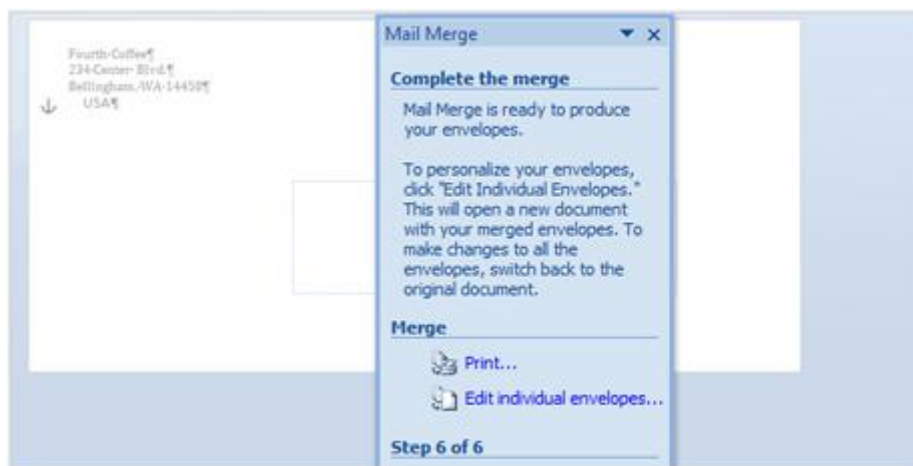 Fourth·Coffee¶
234·Center·Blvd.¶
Bellingham,·WA·14458¶
USA¶
Mail Merge
Complete the merge
Mail Merge is ready to produce
your envelopes.
To personalize your envelopes,
click "Edit Individual Envelopes."
This will open a new document
with your merged envelopes. To
make changes to all the
envelopes, switch back to the
original document.
Merge
Print...
Edit individual envelopes...
Step 6 of 6